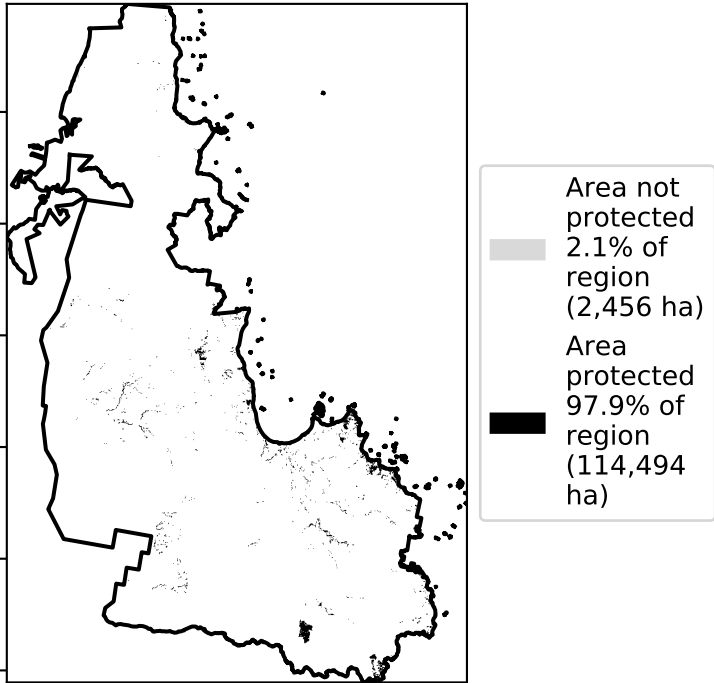 Area not
protected
2.1% of
region
(2,456 ha)
Area
protected
97.9% of
region
(114,494
ha)